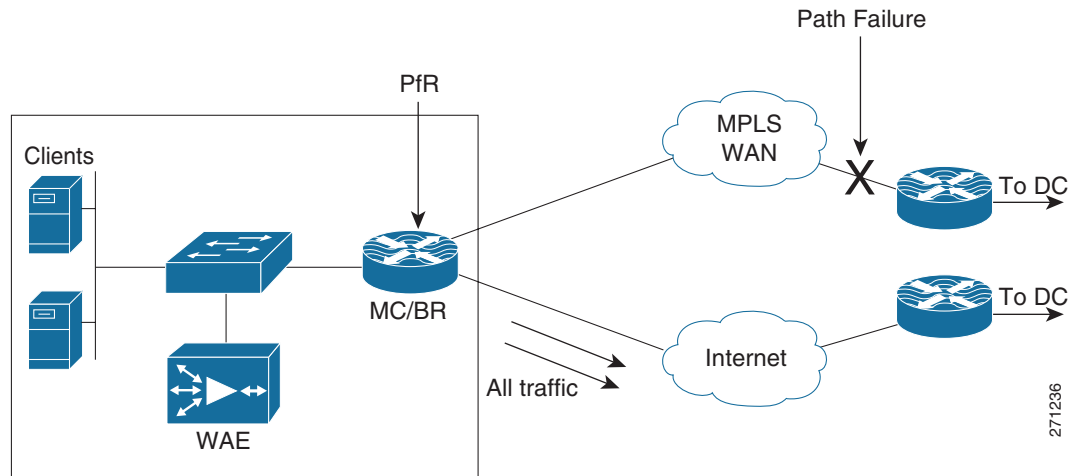 Path Failure
PfR
MPLS
WAN
Clients
To DC
To DC
MC/BR
Internet
All traffic
WAE
271236